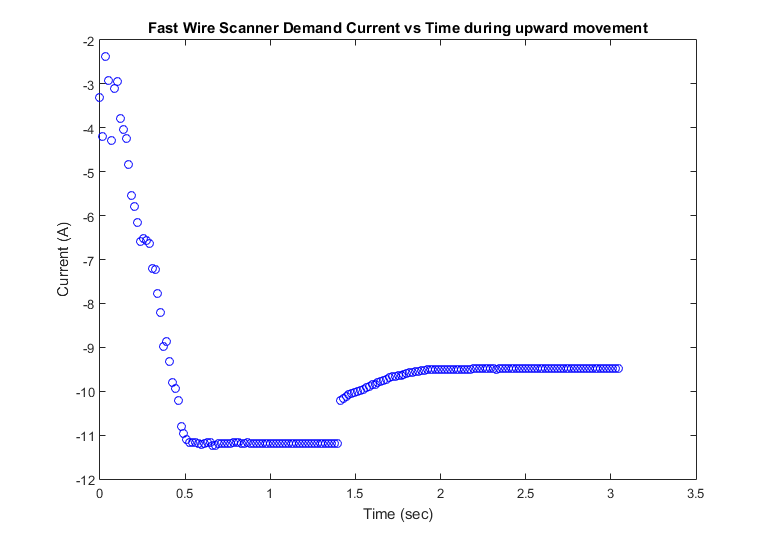 Fast Wire Scanner Demand Current vs Time during upward movement
-2
-3
-4
-5
-6
-7
-8
-9
-10
-11
-12
Current (A)
0 0.5 1 1.5 2 2.5 3 3.5
Time (sec)